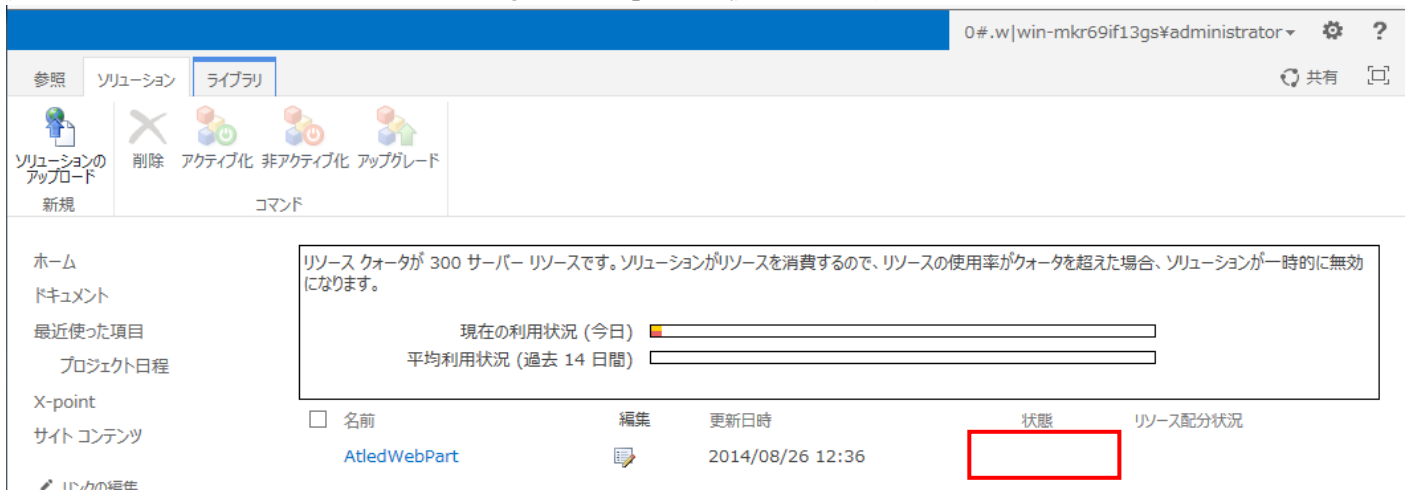 0#.w|win-mkr69if13gs¥administrator
?
参照
ソリューション
ライブラリ
共有
ソリューションの
アップロード
削除
アクティブ化
非アクティブ化
アップグレード
新規
コマンド
ホーム
ドキュメント
最近使った項目
プロジェクト日程
X-point
サイト コンテンツ
リンクの編集
リソース クォータが 300 サーバー リソースです。ソリューションがリソースを消費するので、リソースの使用率がクォータを超えた場合、ソリューションが一時的に無効
になります。
現在の利用状況 (今日)
平均利用状況 (過去 14 日間)
名前 編集 更新日時 状態 リソース配分状況
AtledWebPart 2014/08/26 12:36